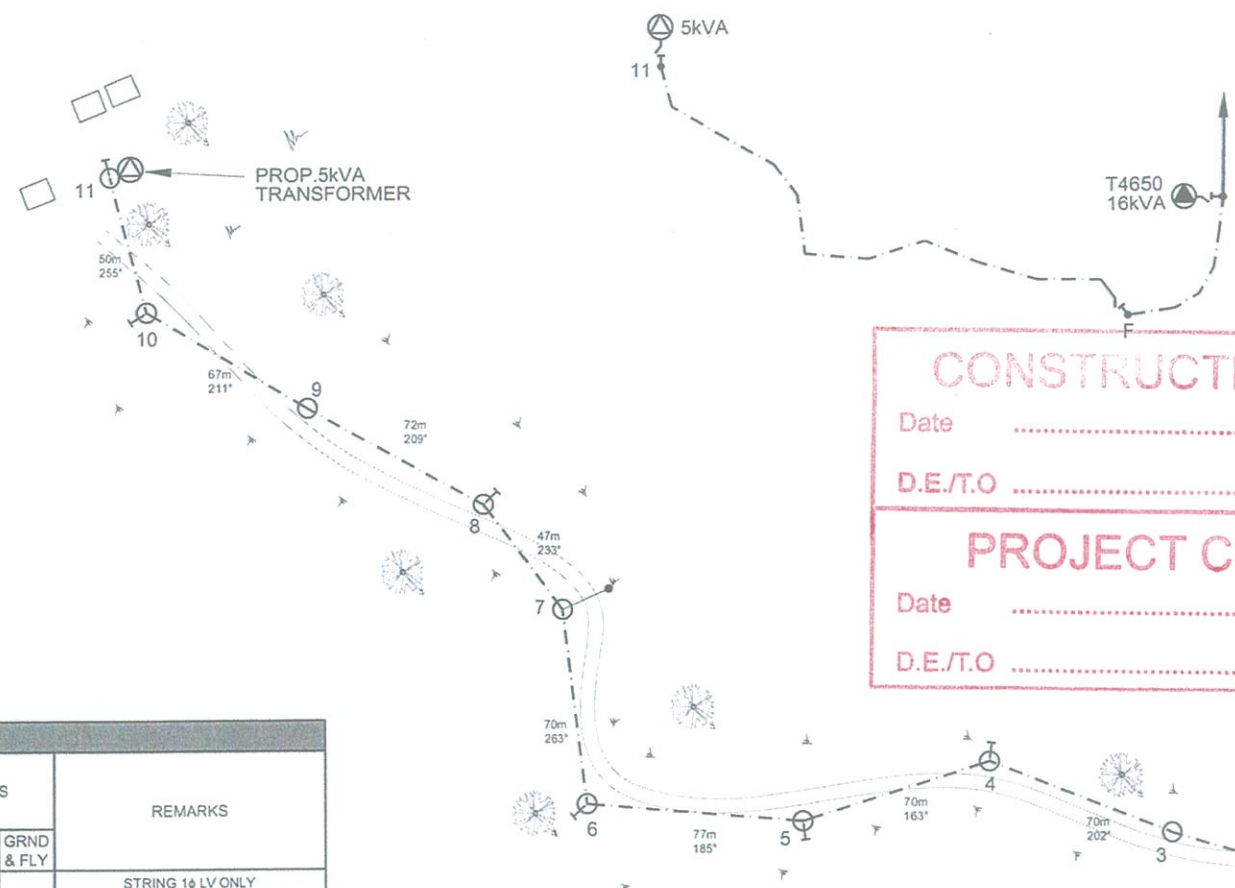 5kVA
11
T4650
16kVA
F
PROP.5kVA
TRANSFORMER
11
50m
255°
10
67m
211°
9
72m
209°
8
47m
233°
7
70m
263°
6
77m
185°
5
70m
163°
4
70m
202°
3
CONSTRUCTI
Date
D.E./T.O
PROJECT C
Date
D.E./T.O
S
REMARKS
GRND
& FLY
STRING 1ϕ LV ONLY